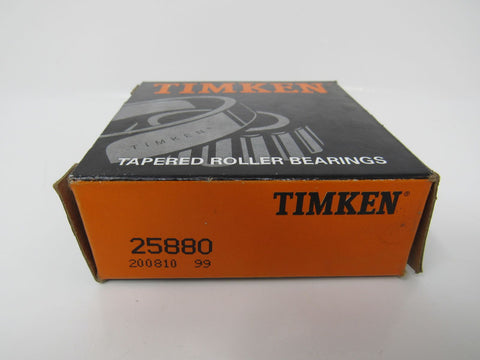 TIMKEN
TIMKEN®
TAPERED ROLLER BEARINGS
TIMKEN®
25880
200810 99